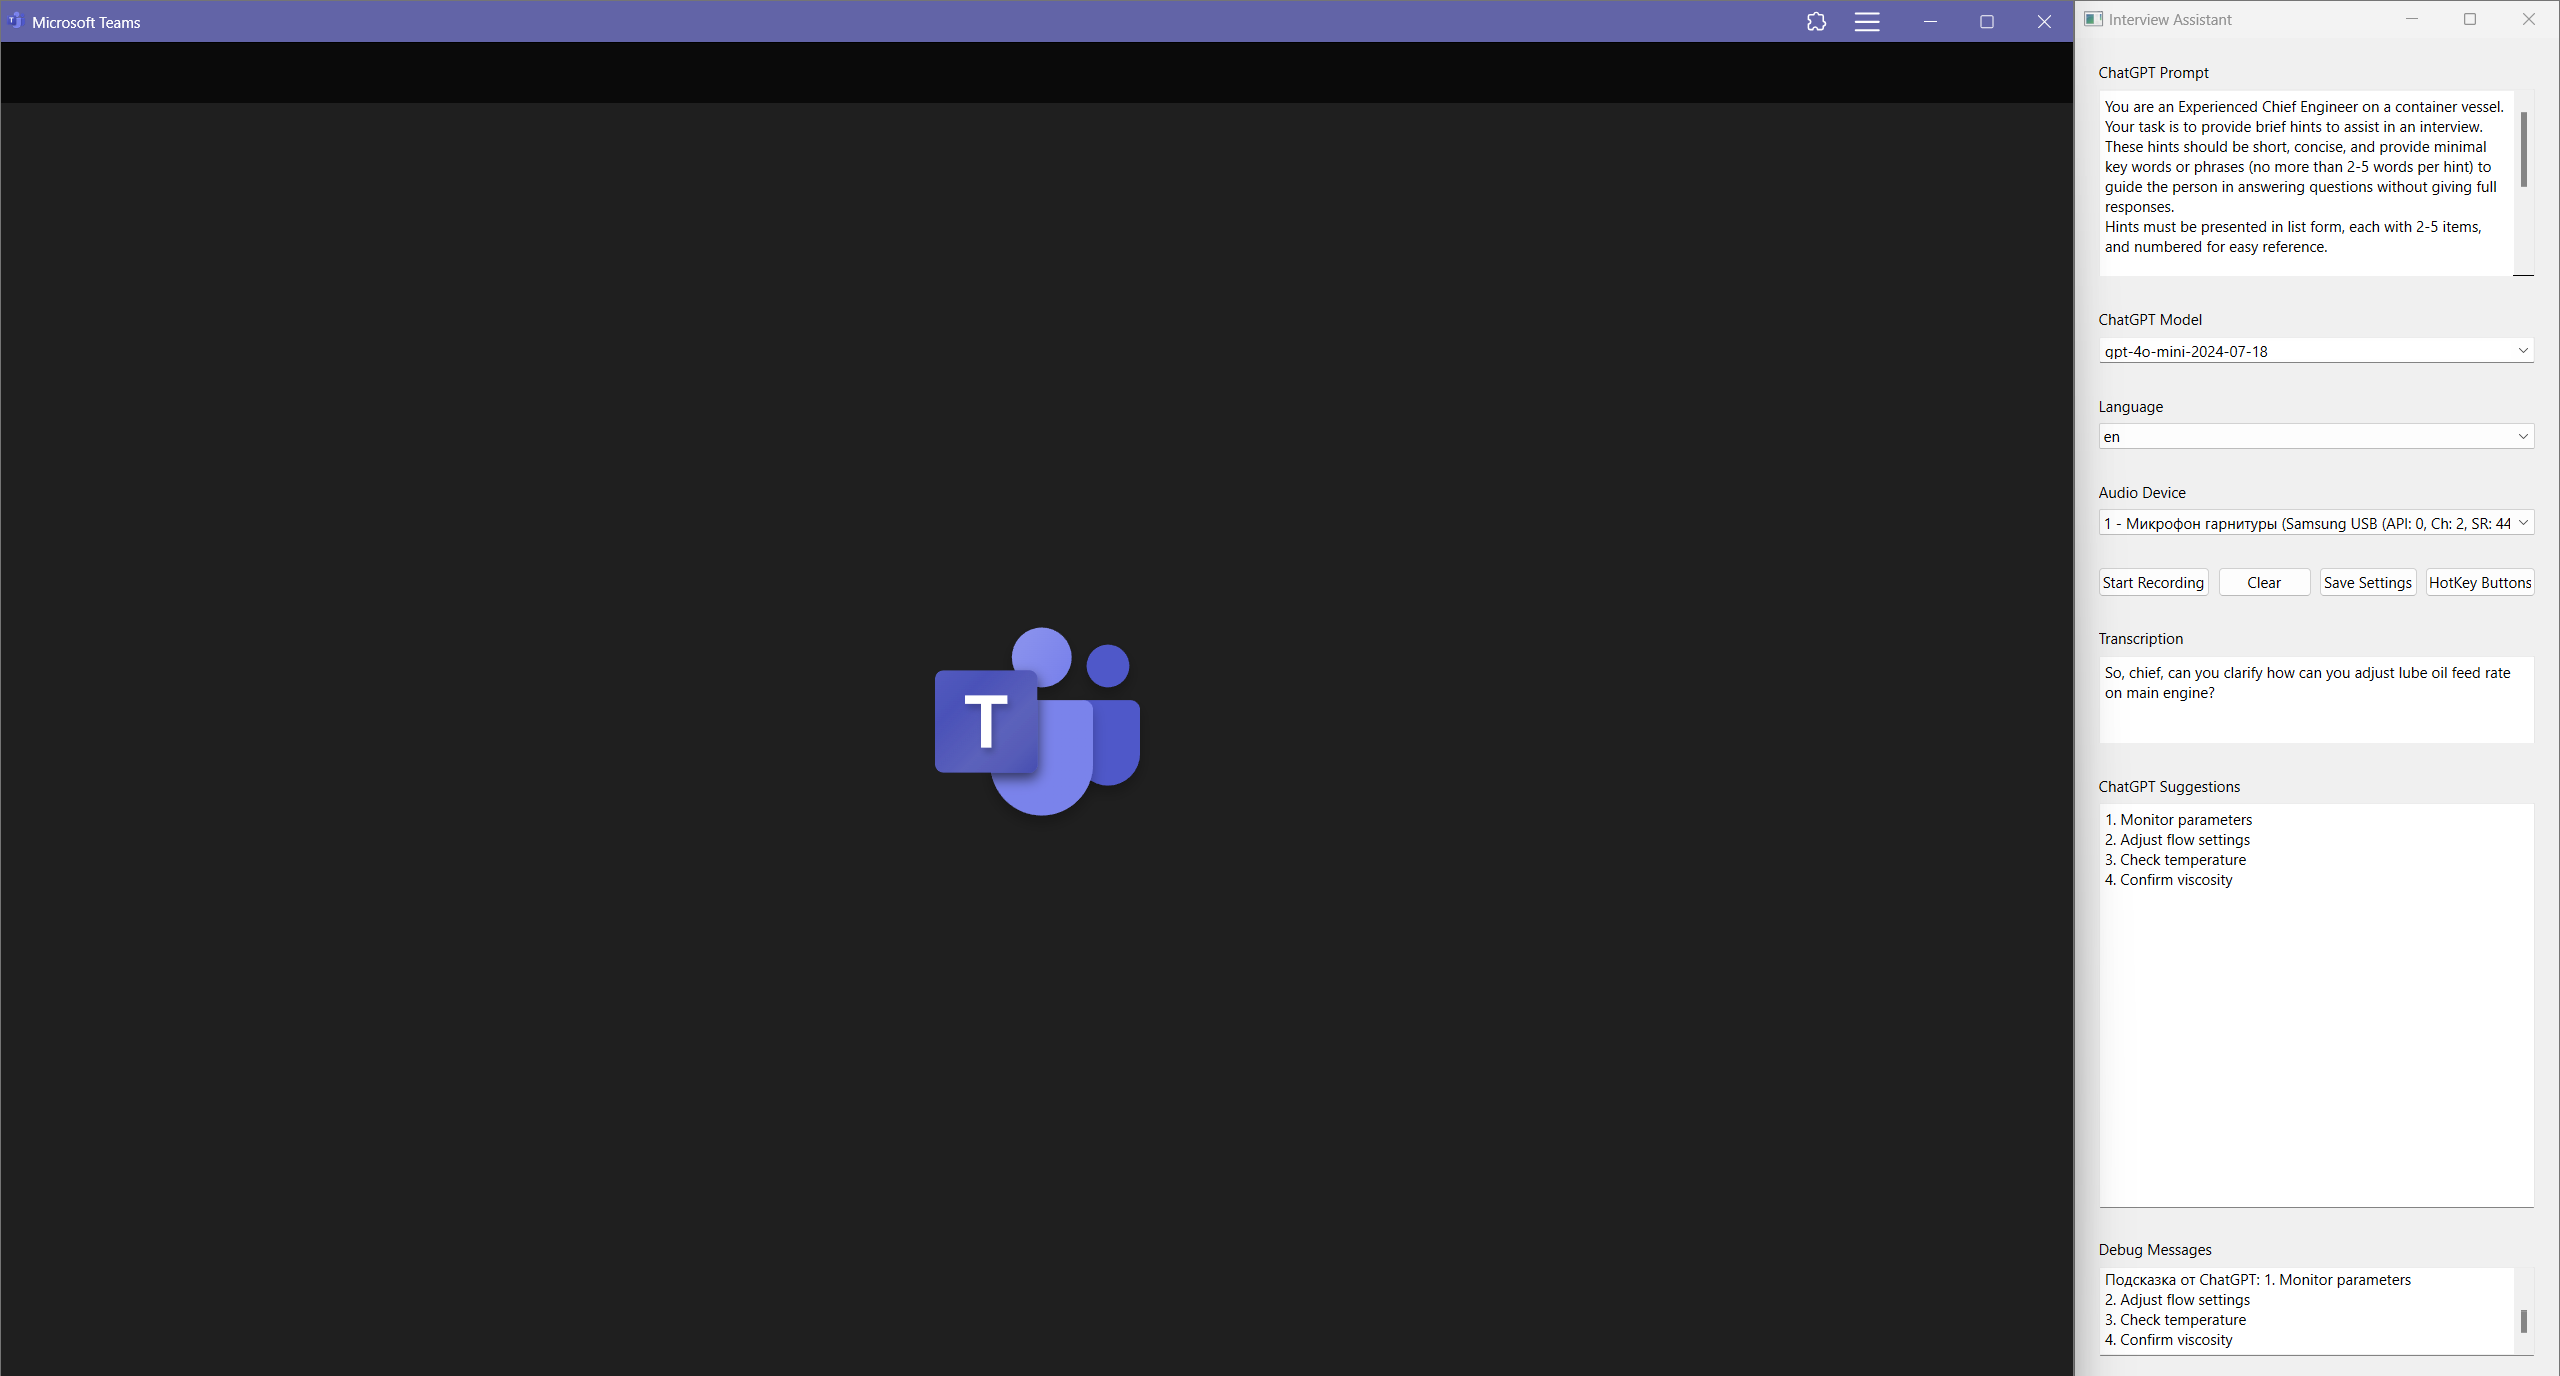 Microsoft Teams
T
Interview Assistant
ChatGPT Prompt
You are an Experienced Chief Engineer on a container vessel.
Your task is to provide brief hints to assist in an interview.
These hints should be short, concise, and provide minimal
key words or phrases (no more than 2-5 words per hint) to
guide the person in answering questions without giving full
responses.
Hints must be presented in list form, each with 2-5 items,
and numbered for easy reference.
ChatGPT Model
gpt-4o-mini-2024-07-18
Language
en
Audio Device
1 - Микрофон гарнитуры (Samsung USB (API: 0, Ch: 2, SR: 44
Start Recording
Clear
Save Settings
HotKey Buttons
Transcription
So, chief, can you clarify how can you adjust lube oil feed rate
on main engine?
ChatGPT Suggestions
1. Monitor parameters
2. Adjust flow settings
3. Check temperature
4. Confirm viscosity
Debug Messages
Подсказка от ChatGPT: 1. Monitor parameters
2. Adjust flow settings
3. Check temperature
4. Confirm viscosity